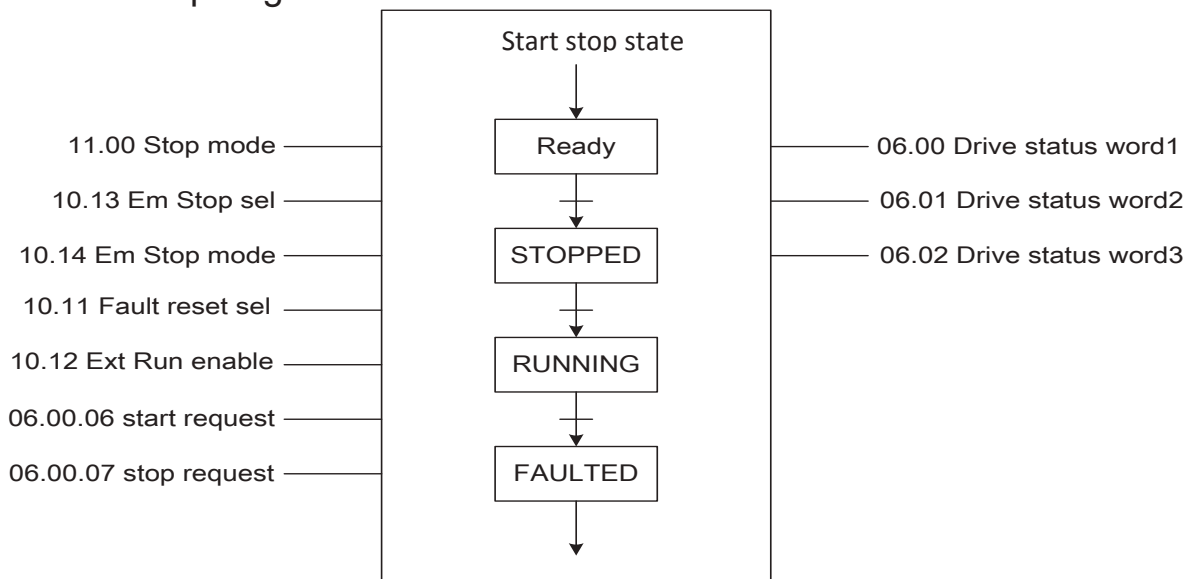 Start stop state
Ready
STOPPED
RUNNING
FAULTED
11.00 Stop mode
10.13 Em Stop sel
10.14 Em Stop mode
10.11 Fault reset sel
10.12 Ext Run enable
06.00.06 start request
06.00.07 stop request
06.00 Drive status word1
06.01 Drive status word2
06.02 Drive status word3